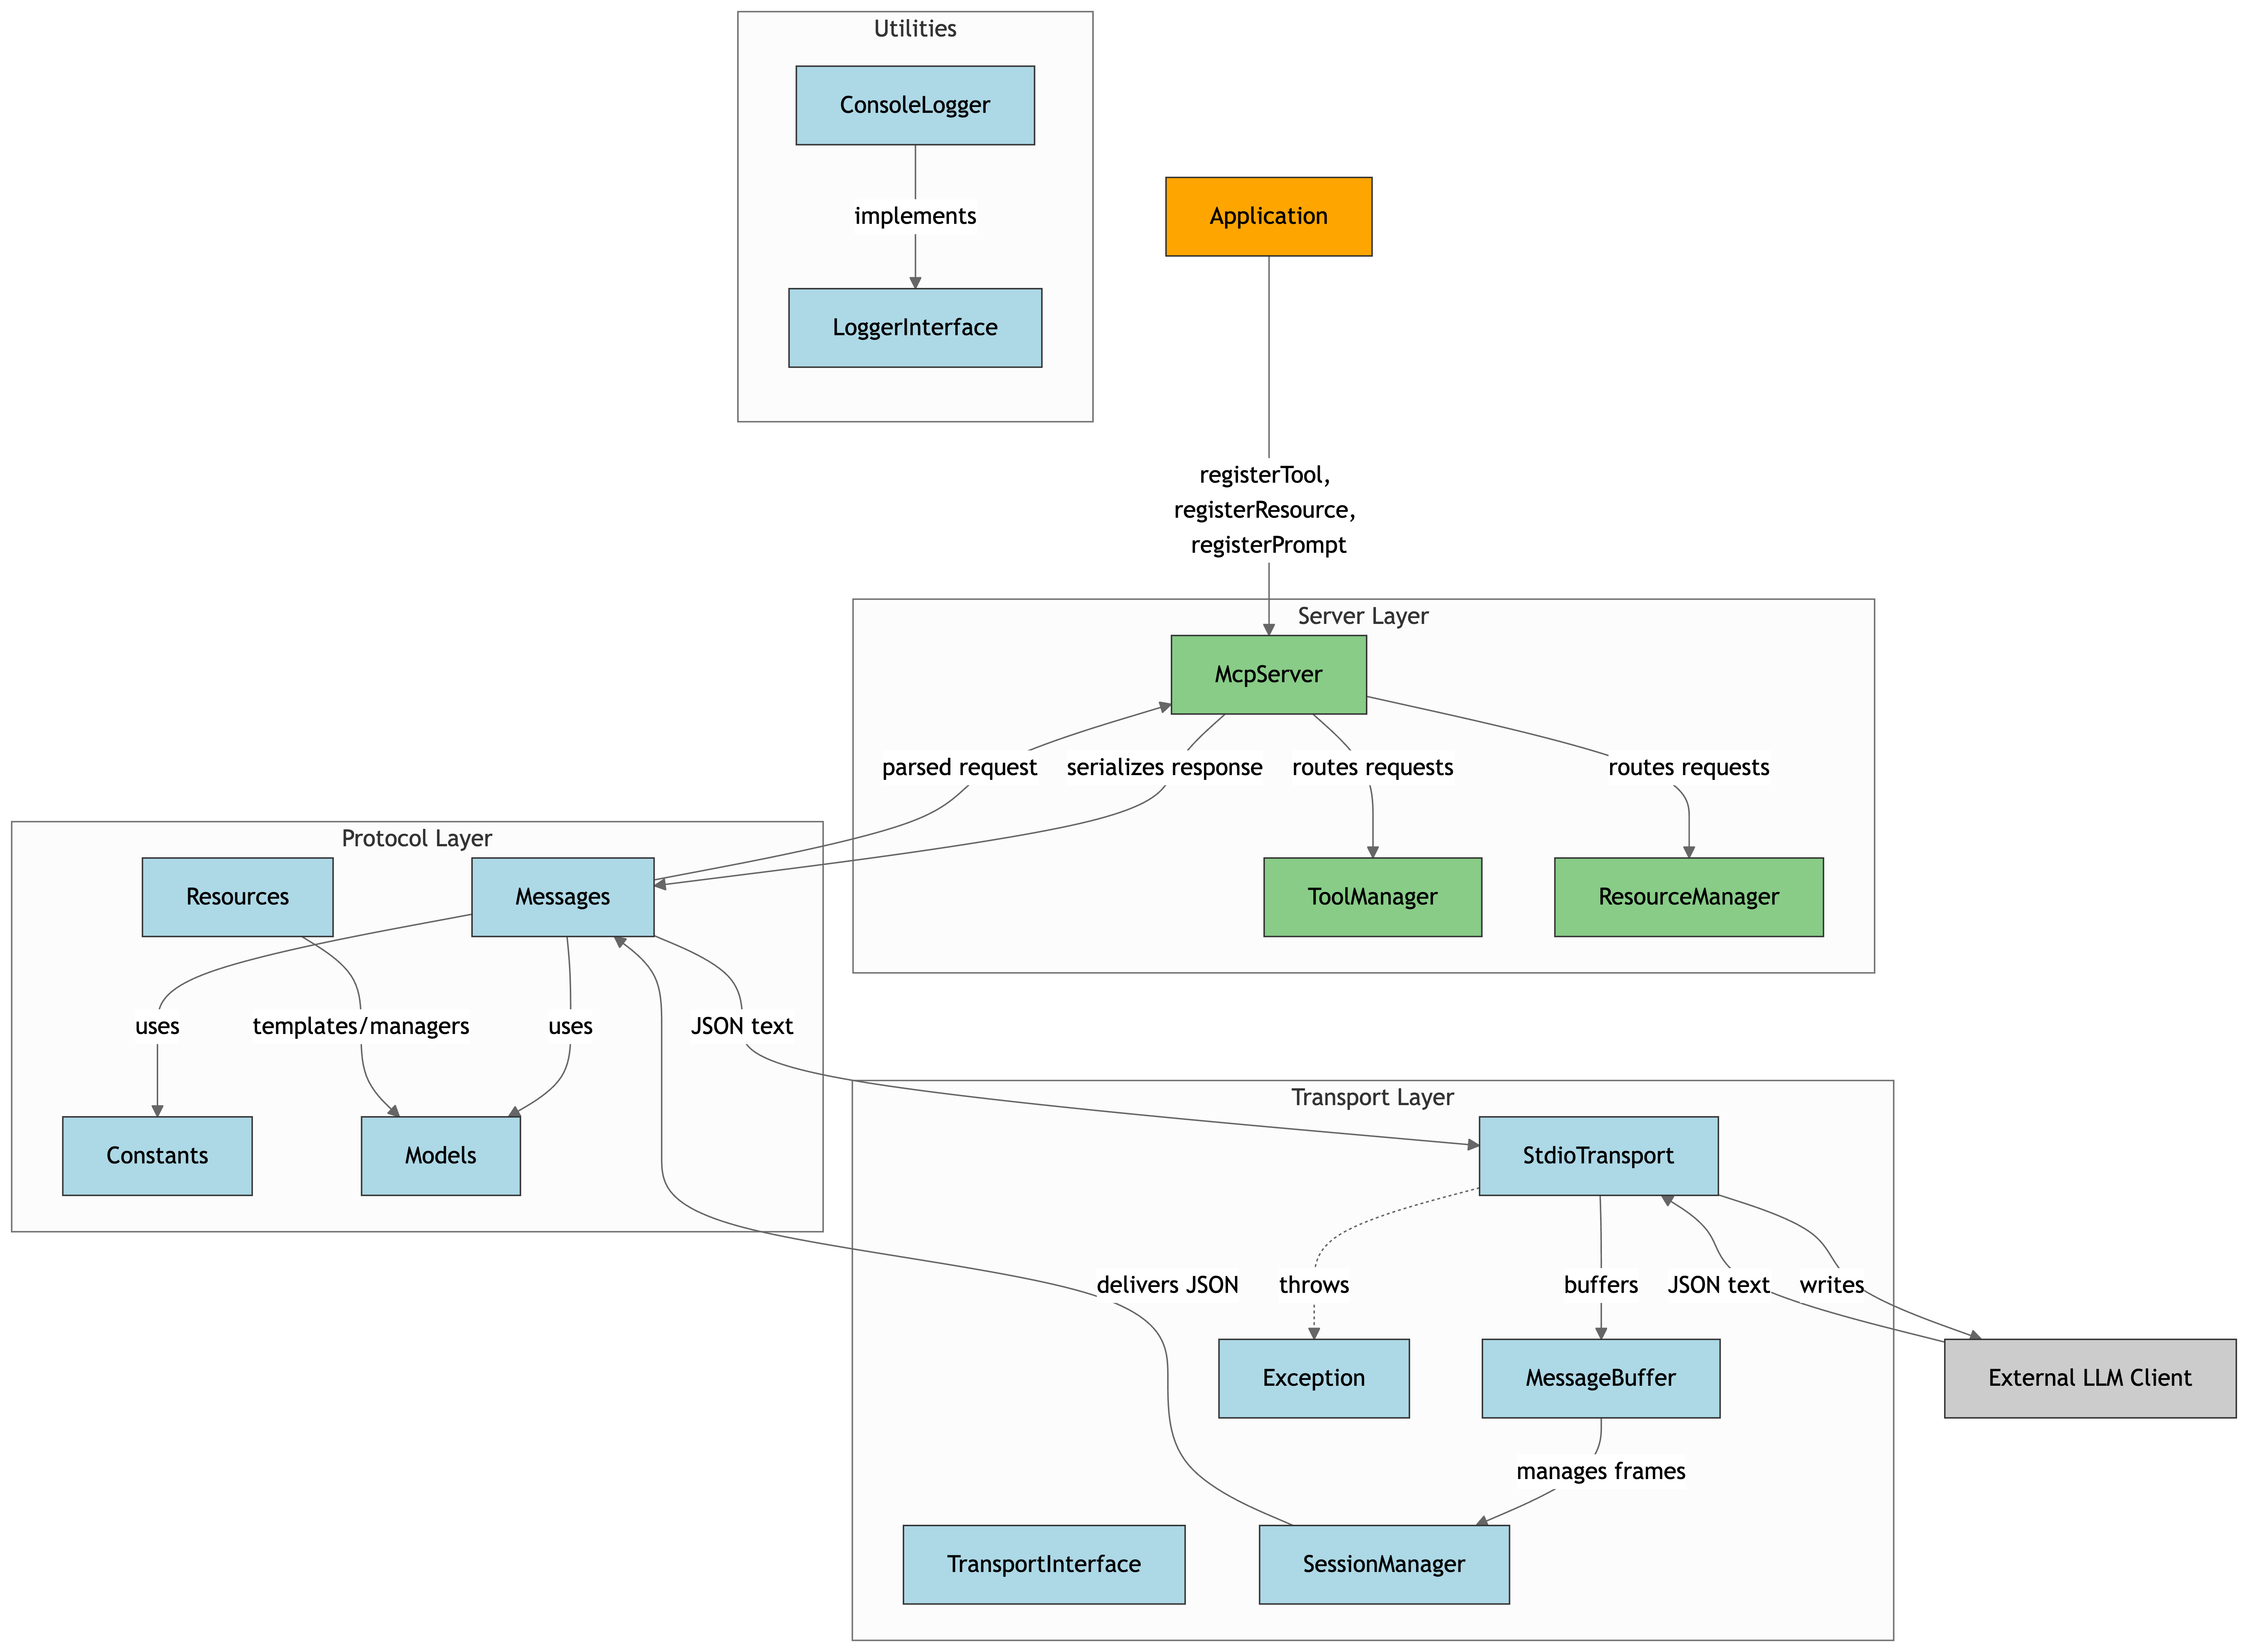 Utilities
ConsoleLogger
implements
LoggerInterface
Application
registerTool,
registerResource,
registerPrompt
Server Layer
McpServer
parsed request
serializes response
routes requests
routes requests
ToolManager
ResourceManager
Protocol Layer
Resources
Messages
uses
templates/managers
uses
JSON text
Constants
Models
Transport Layer
StdioTransport
delivers JSON
throws
buffers
JSON text
writes
Exception
MessageBuffer
External LLM Client
manages frames
TransportInterface
SessionManager